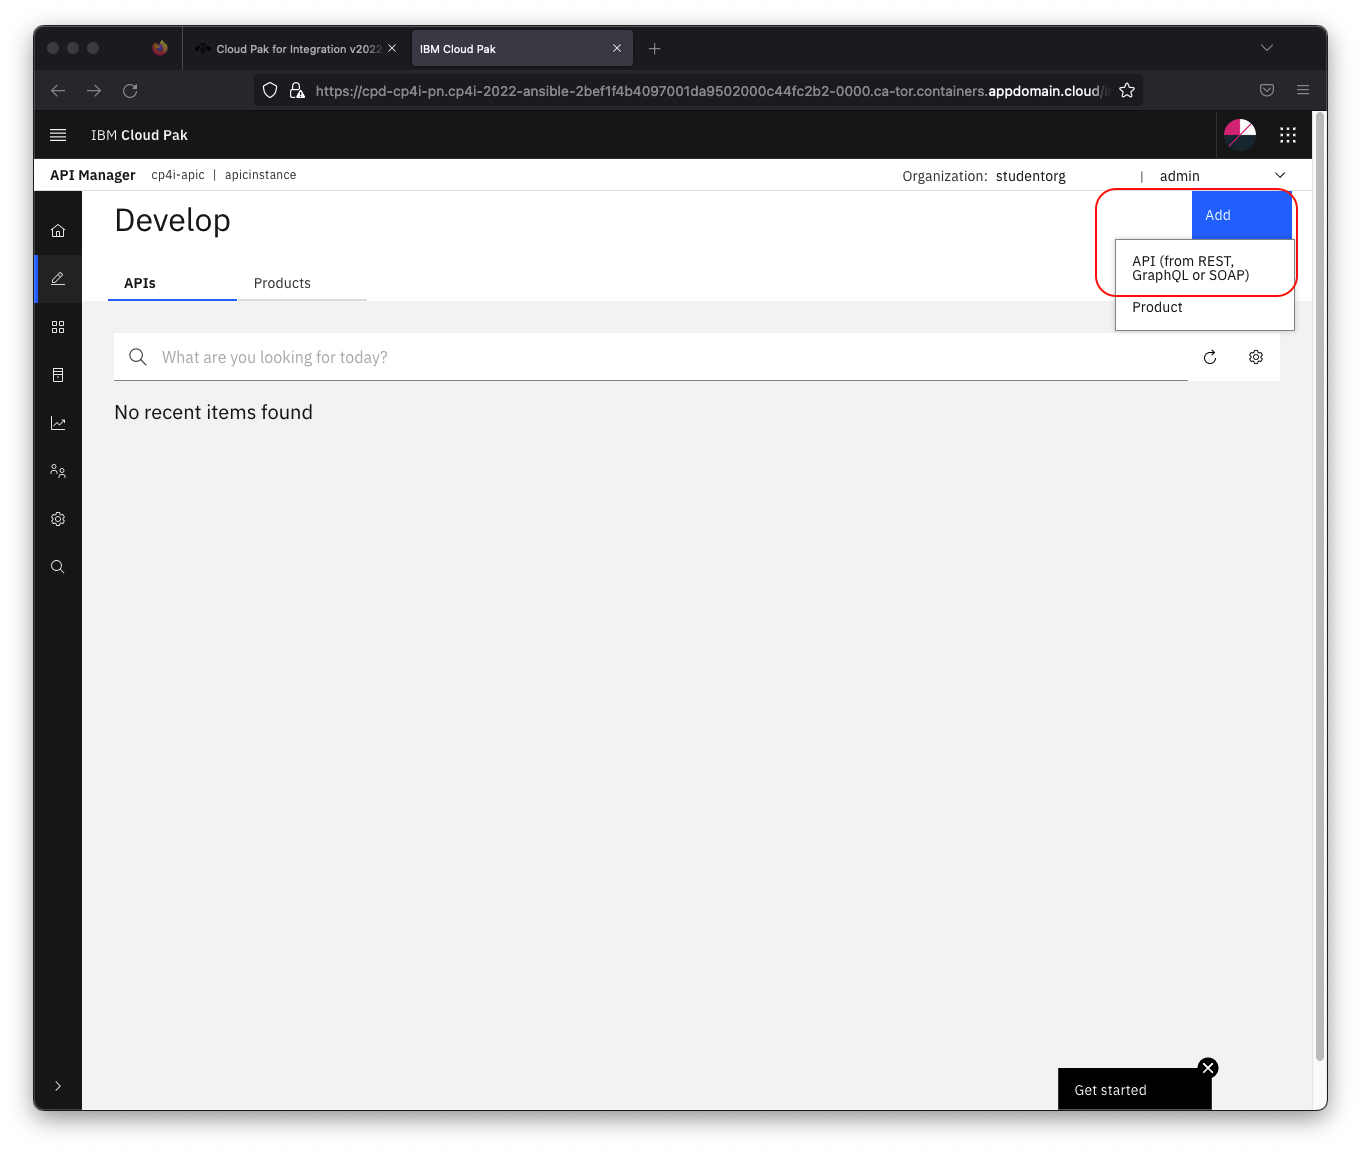 Cloud Pak for Integration v2022
IBM Cloud Pak
https://cpd-cp4i-pn.cp4i-2022-ansible-2bef1f4b4097001da9502000c44fc2b2-0000.ca-tor.containers.appdomain.cloud/
IBM Cloud Pak
API Manager cp4i-apic | apicinstance Organization: studentorg | admin
Develop
Add
API (from REST,
GraphQL or SOAP)
Product
APIs Products
What are you looking for today?
No recent items found
Get started